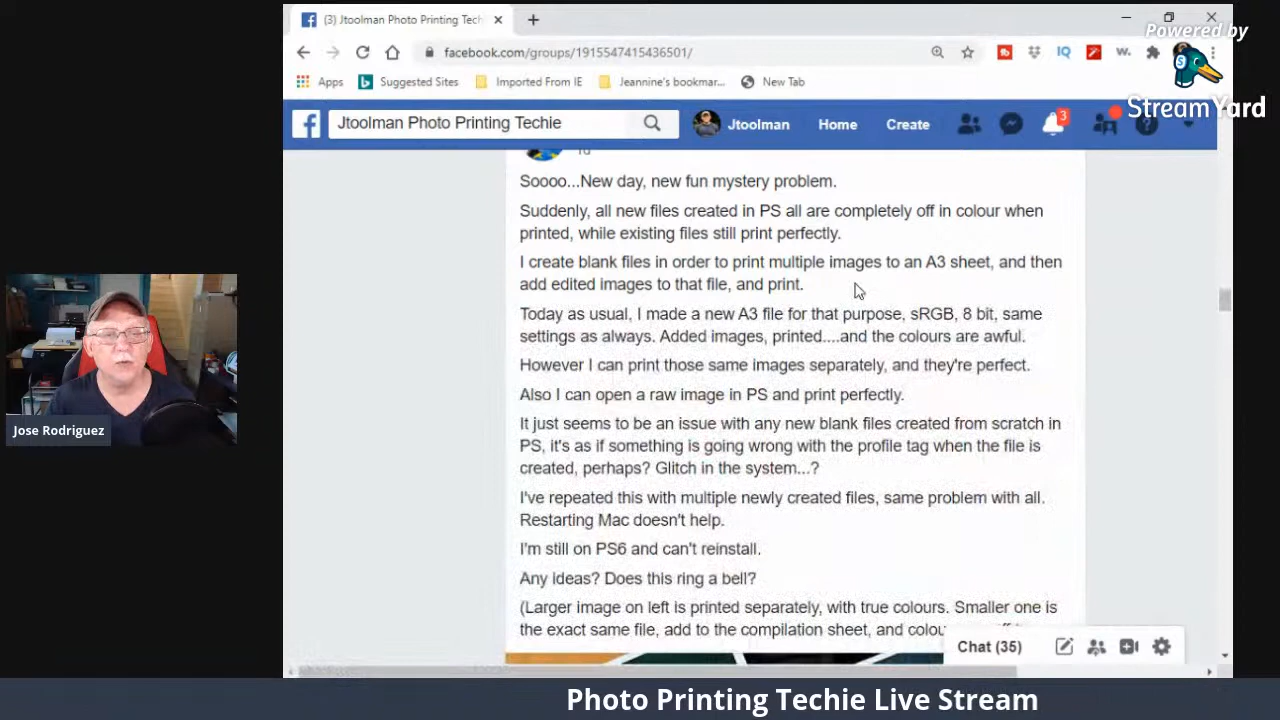 (3) Jtoolman Photo Printing Tech
Powered by
StreamYard
facebook.com/groups/1915547415436501/
IQ
W.
Apps
Suggested Sites
Imported From IE
Jeannine's bookmar...
New Tab
Jtoolman Photo Printing Techie
Jtoolman
Home
Create
3
Soooo...New day, new fun mystery problem.
Suddenly, all new files created in PS all are completely off in colour when
printed, while existing files still print perfectly.
I create blank files in order to print multiple images to an A3 sheet, and then
add edited images to that file, and print.
Today as usual, I made a new A3 file for that purpose, sRGB, 8 bit, same
settings as always. Added images, printed....and the colours are awful.
However I can print those same images separately, and they're perfect.
Also I can open a raw image in PS and print perfectly.
It just seems to be an issue with any new blank files created from scratch in
PS, it's as if something is going wrong with the profile tag when the file is
created, perhaps? Glitch in the system...?
I've repeated this with multiple newly created files, same problem with all.
Restarting Mac doesn't help.
I'm still on PS6 and can't reinstall.
Any ideas? Does this ring a bell?
(Larger image on left is printed separately, with true colours. Smaller one is
the exact same file, add to the compilation sheet, and
Chat (35)
Jose Rodriguez
Photo Printing Techie Live Stream